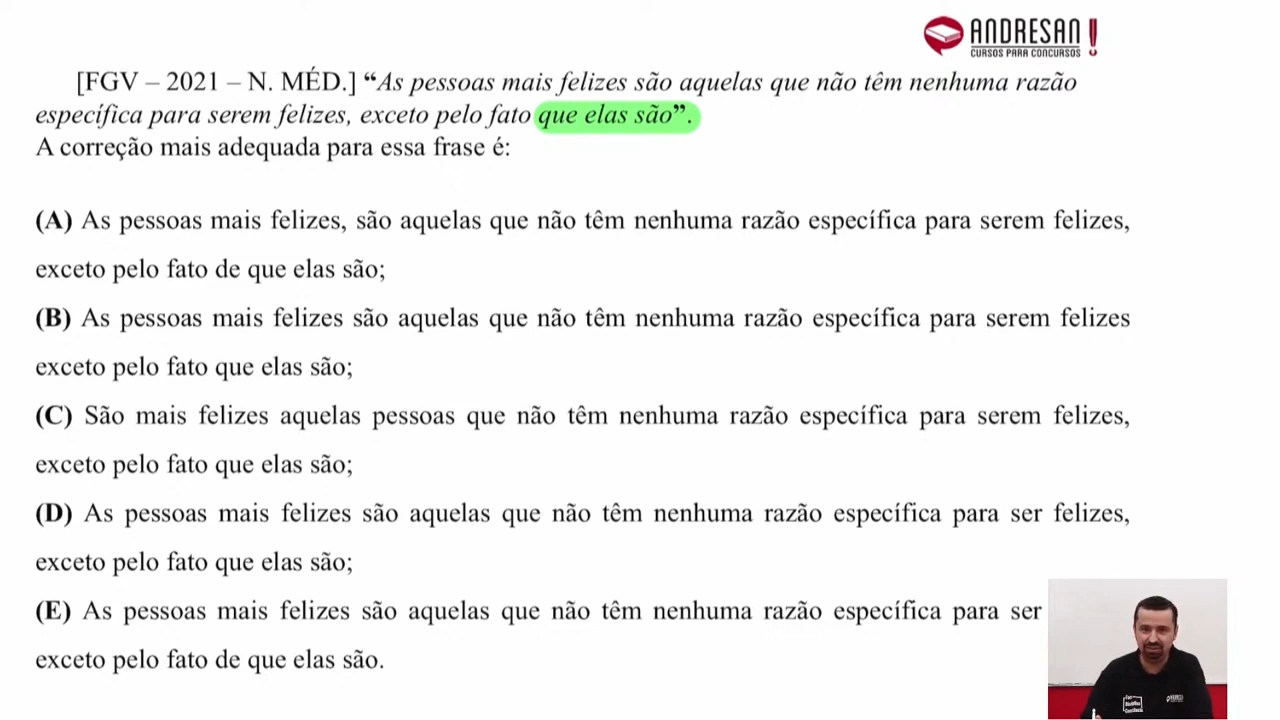 ANDRESAN!
CURSOS PARA CONCURSOS
[FGV – 2021 – N. MÉD.] “As pessoas mais felizes são aquelas que não têm nenhuma razão
específica para serem felizes, exceto pelo fato que elas são”.
A correção mais adequada para essa frase é:
(A) As pessoas mais felizes, são aquelas que não têm nenhuma razão específica para serem felizes,
exceto pelo fato de que elas são;
(B) As pessoas mais felizes são aquelas que não têm nenhuma razão específica para serem felizes
exceto pelo fato que elas são;
(C) São mais felizes aquelas pessoas que não têm nenhuma razão específica para serem felizes,
exceto pelo fato que elas são;
(D) As pessoas mais felizes são aquelas que não têm nenhuma razão específica para ser felizes,
exceto pelo fato que elas são;
(E) As pessoas mais felizes são aquelas que não têm nenhuma razão específica para ser
exceto pelo fato de que elas são.